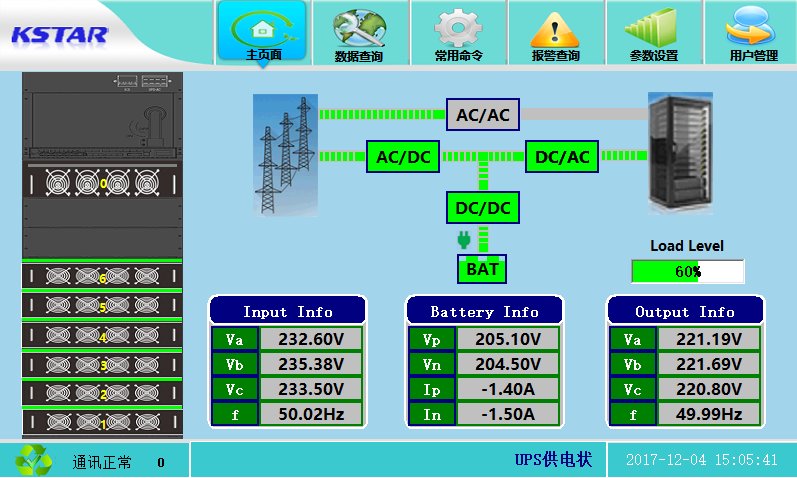 KSTAR
主页面
数据查询
常用命令
报警查询
参数设置
用户管理
AC/AC
AC/DC
DC/AC
DC/DC
BAT
Load Level
60%
0
6
5
4
3
2
1
Input Info
Va 232.60V
Vb 235.38V
Vc 233.50V
f 50.02Hz
Battery Info
Vp 205.10V
Vn 204.50V
Ip -1.40A
In -1.50A
Output Info
Va 221.19V
Vb 221.69V
Vc 220.80V
f 49.99Hz
通讯正常 0
UPS供电状
2017-12-04 15:05:41